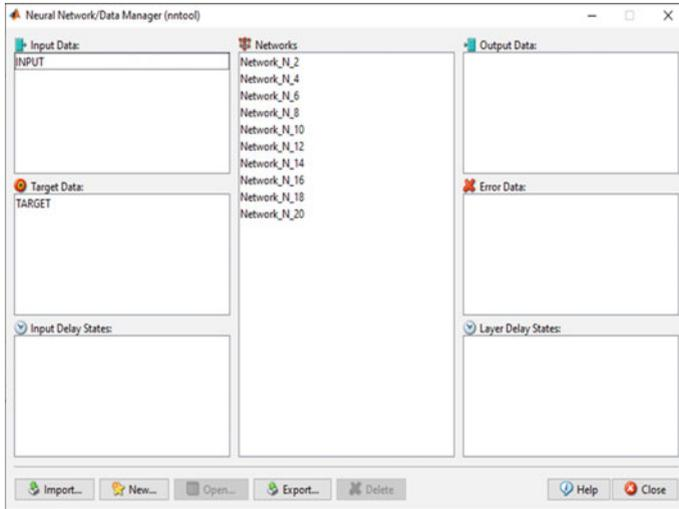 Neural Network/Data Manager (nntool)
Input Data:
INPUT
Target Data:
TARGET
Input Delay States:
Networks
Network_N_2
Network_N_4
Network_N_6
Network_N_8
Network_N_10
Network_N_12
Network_N_14
Network_N_16
Network_N_18
Network_N_20
Output Data:
Error Data:
Layer Delay States:
Import...
New...
Open...
Export...
Delete
Help
Close